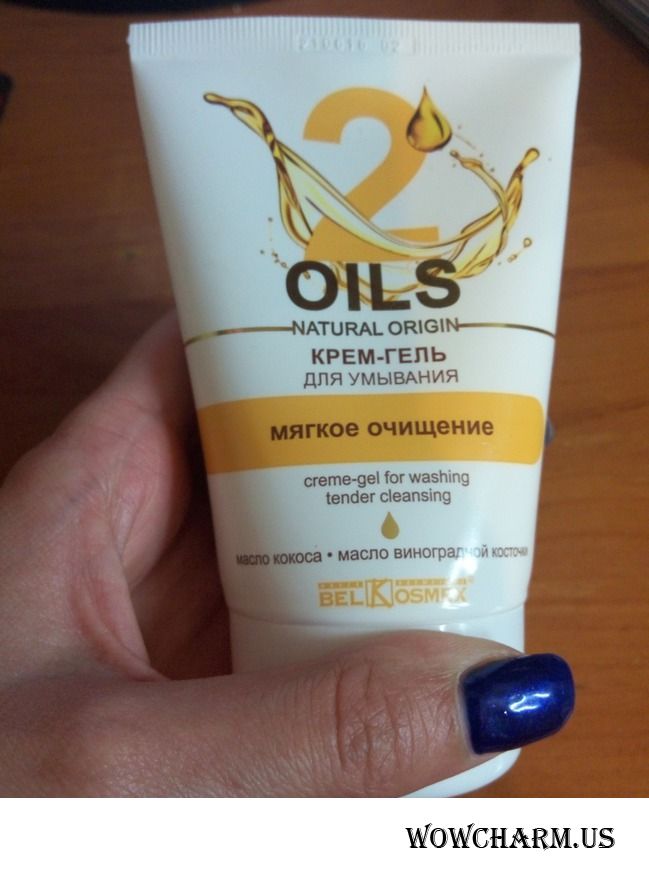 2
OILS
NATURAL ORIGIN
КРЕМ-ГЕЛЬ
ДЛЯ УМЫВАНИЯ
мягкое очищение
creme-gel for washing
tender cleansing
масло кокоса • масло виноградной косточки
BELKOSMEX
WOWCHARM.US